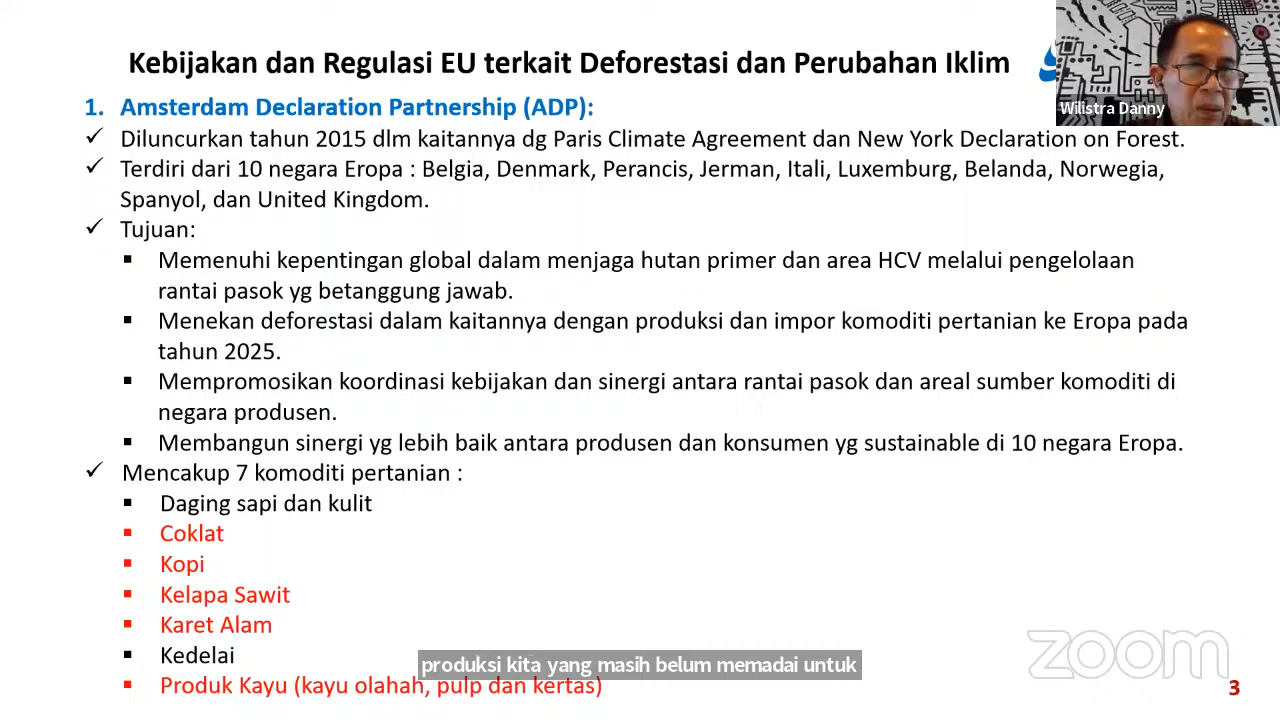 Kebijakan dan Regulasi EU terkait Deforestasi dan Perubahan Iklim
Wilistra Danny
1. Amsterdam Declaration Partnership (ADP):
✓ Diluncurkan tahun 2015 dlm kaitannya dg Paris Climate Agreement dan New York Declaration on Forest.
✓ Terdiri dari 10 negara Eropa : Belgia, Denmark, Perancis, Jerman, Itali, Luxemburg, Belanda, Norwegia,
Spanyol, dan United Kingdom.
✓ Tujuan:
▪ Memenuhi kepentingan global dalam menjaga hutan primer dan area HCV melalui pengelolaan
rantai pasok yg betanggung jawab.
▪ Menekan deforestasi dalam kaitannya dengan produksi dan impor komoditi pertanian ke Eropa pada
tahun 2025.
▪ Mempromosikan koordinasi kebijakan dan sinergi antara rantai pasok dan areal sumber komoditi di
negara produsen.
▪ Membangun sinergi yg lebih baik antara produsen dan konsumen yg sustainable di 10 negara Eropa.
✓ Mencakup 7 komoditi pertanian :
▪ Daging sapi dan kulit
▪ Coklat
▪ Kopi
▪ Kelapa Sawit
▪ Karet Alam
▪ Kedelai
▪ Produk Kayu (kayu olahah, pulp dan kertas)
produksi kita yang masih belum memadai untuk
zoom
3